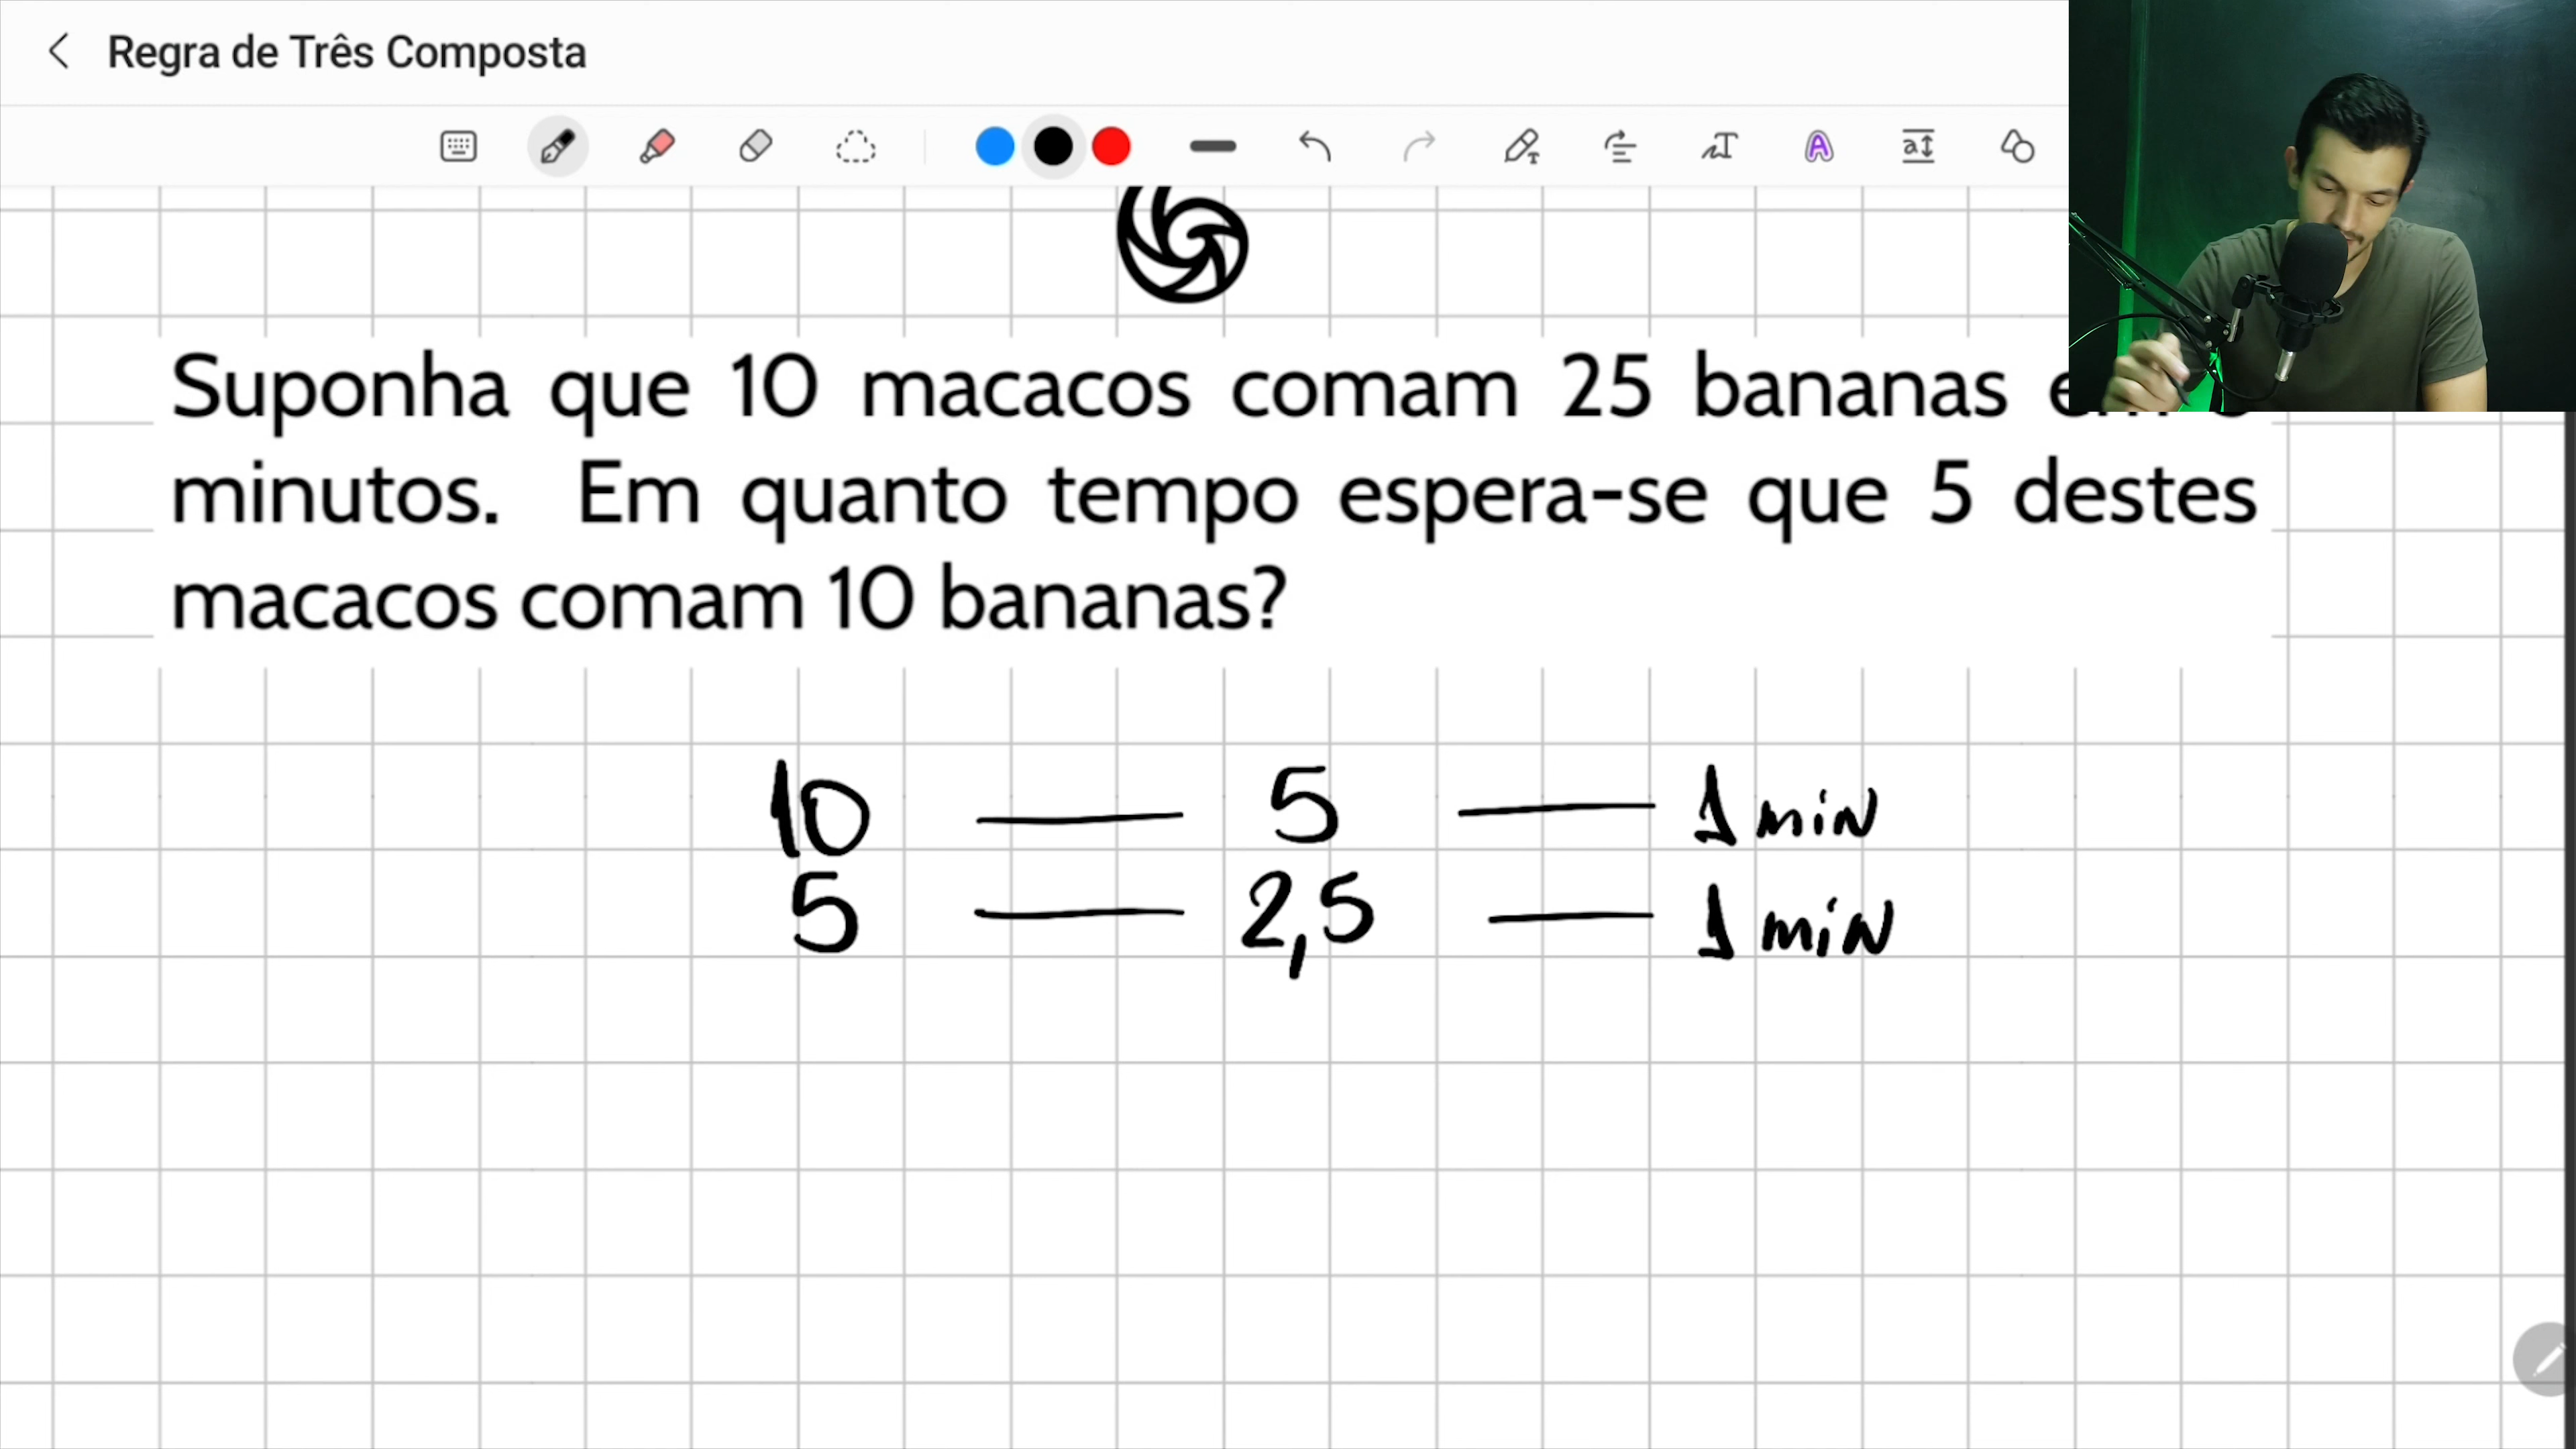 Regra de Três Composta
Suponha que 10 macacos comam 25 bananas
minutos. Em quanto tempo espera-se que 5 destes
macacos comam 10 bananas?
10 — 5 — 1 min
5 — 2,5 — 1 min